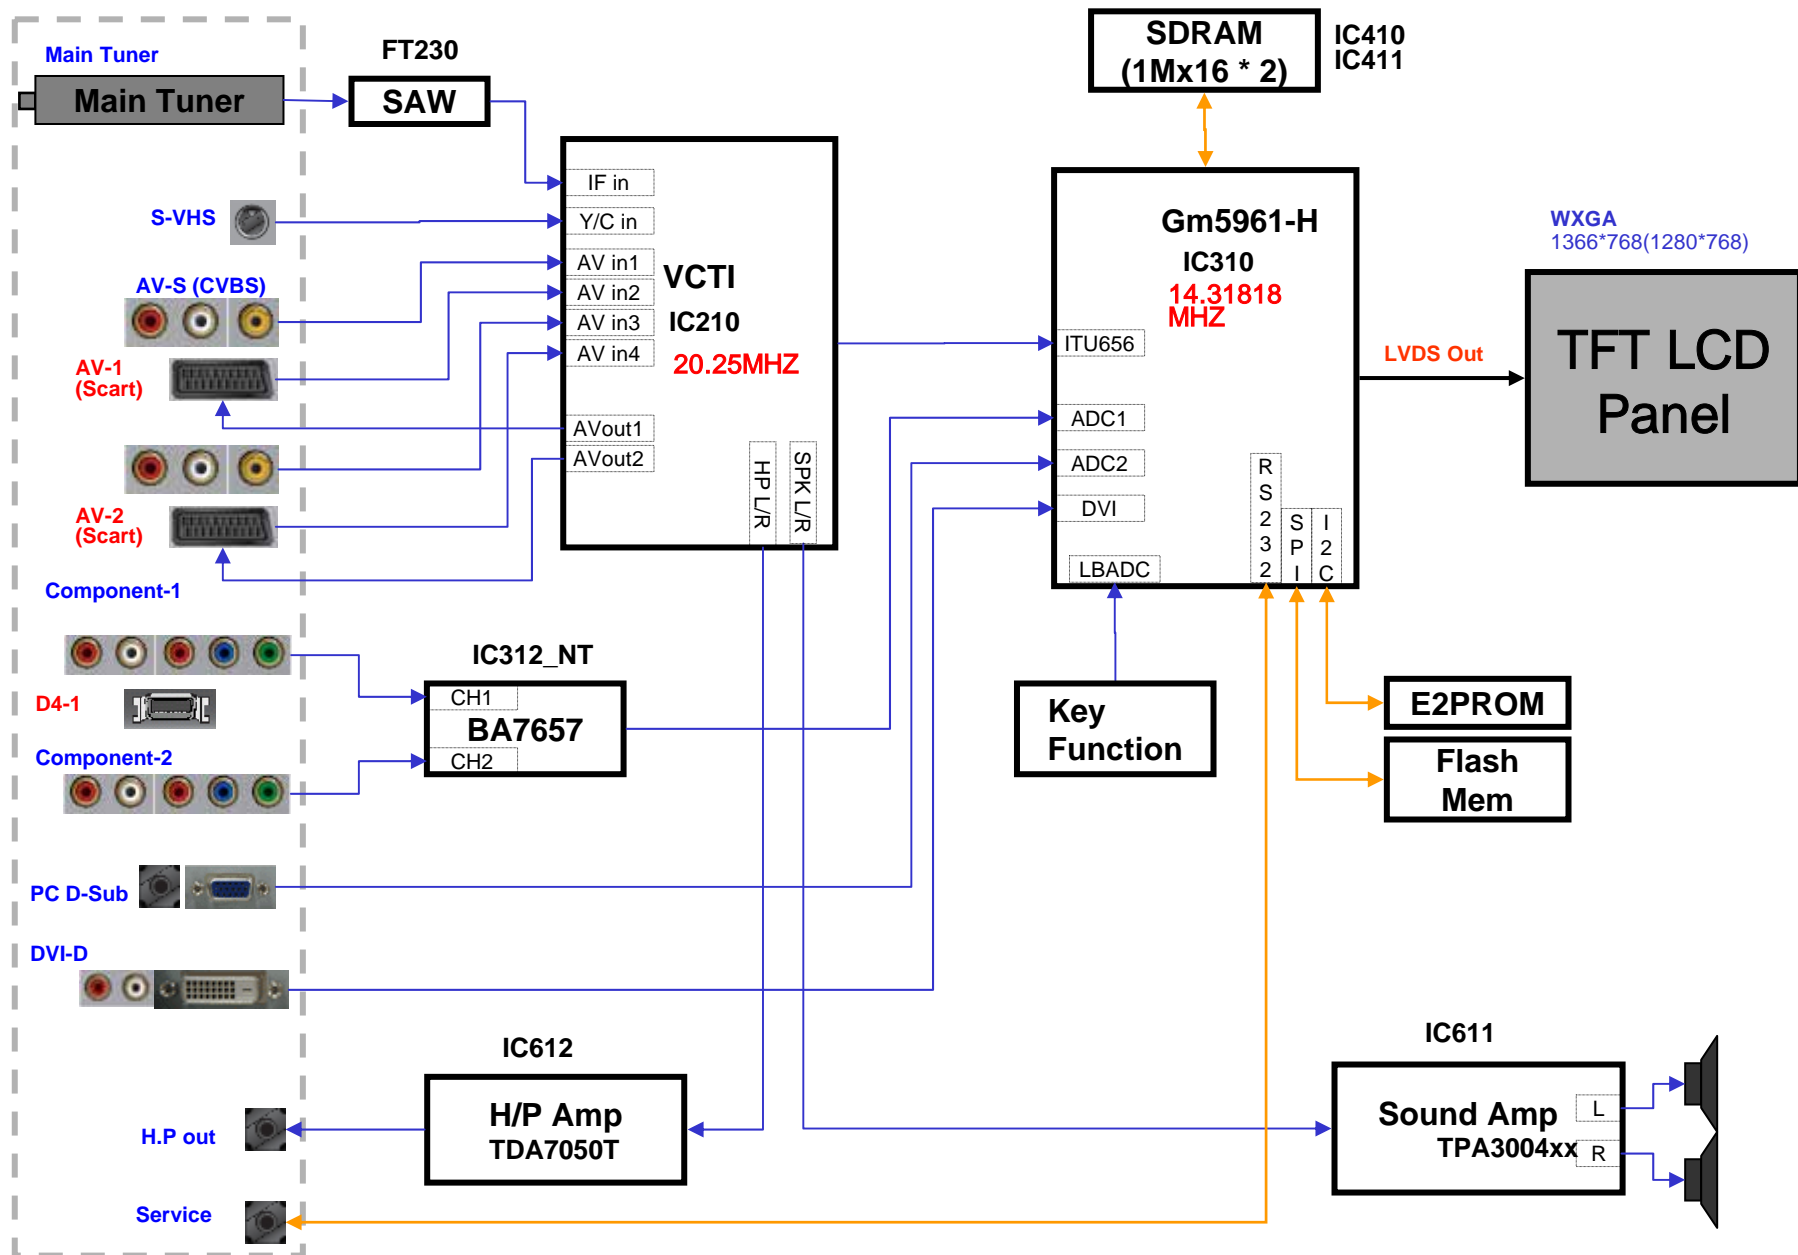 Main Tuner
Main Tuner
FT230
SAW
SDRAM
(1Mx16 * 2)
IC410
IC411
S-VHS
AV-S (CVBS)
AV-1
(Scart)
AV-2
(Scart)
Component-1
D4-1
Component-2
PC D-Sub
DVI-D
H.P out
Service
IF in
Y/C in
AV in1
AV in2
AV in3
AV in4
AVout1
AVout2
VCTI
IC210
20.25MHZ
HP L/R
SPK L/R
Gm5961-H
IC310
14.31818
MHZ
ITU656
ADC1
ADC2
DVI
LBADC
RS232
SPI
I2C
LVDS Out
WXGA
1366*768(1280*768)
TFT LCD
Panel
IC312_NT
CH1
BA7657
CH2
Key
Function
E2PROM
Flash
Mem
IC612
H/P Amp
TDA7050T
IC611
Sound Amp
TPA3004xx
L
R